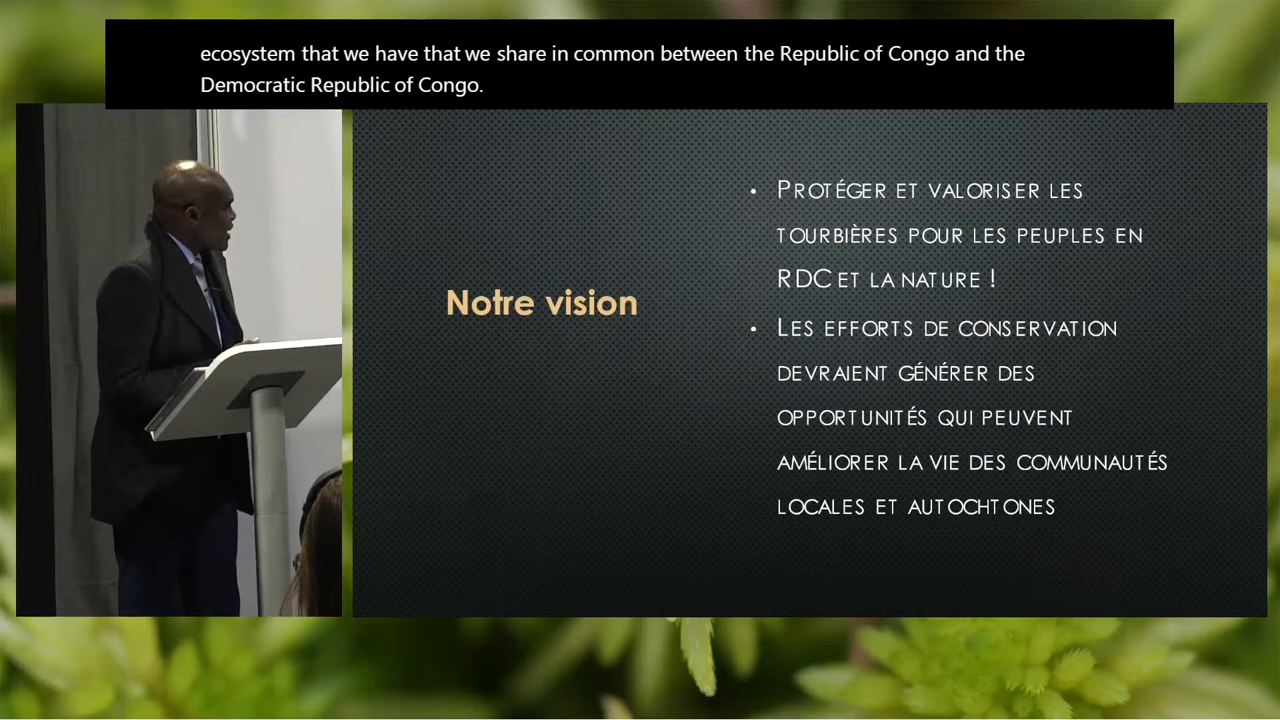 ecosystem that we have that we share in common between the Republic of Congo and the
Democratic Republic of Congo.
Notre vision
• PROTÉGER ET VALORISER LES
TOURBIÈRES POUR LES PEUPLES EN
RDC ET LA NATURE !
• LES EFFORTS DE CONSERVATION
DEVRAIENT GÉNÉRER DES
OPPORTUNITÉS QUI PEUVENT
AMÉLIORER LA VIE DES COMMUNAUTÉS
LOCALES ET AUTOCHTONES